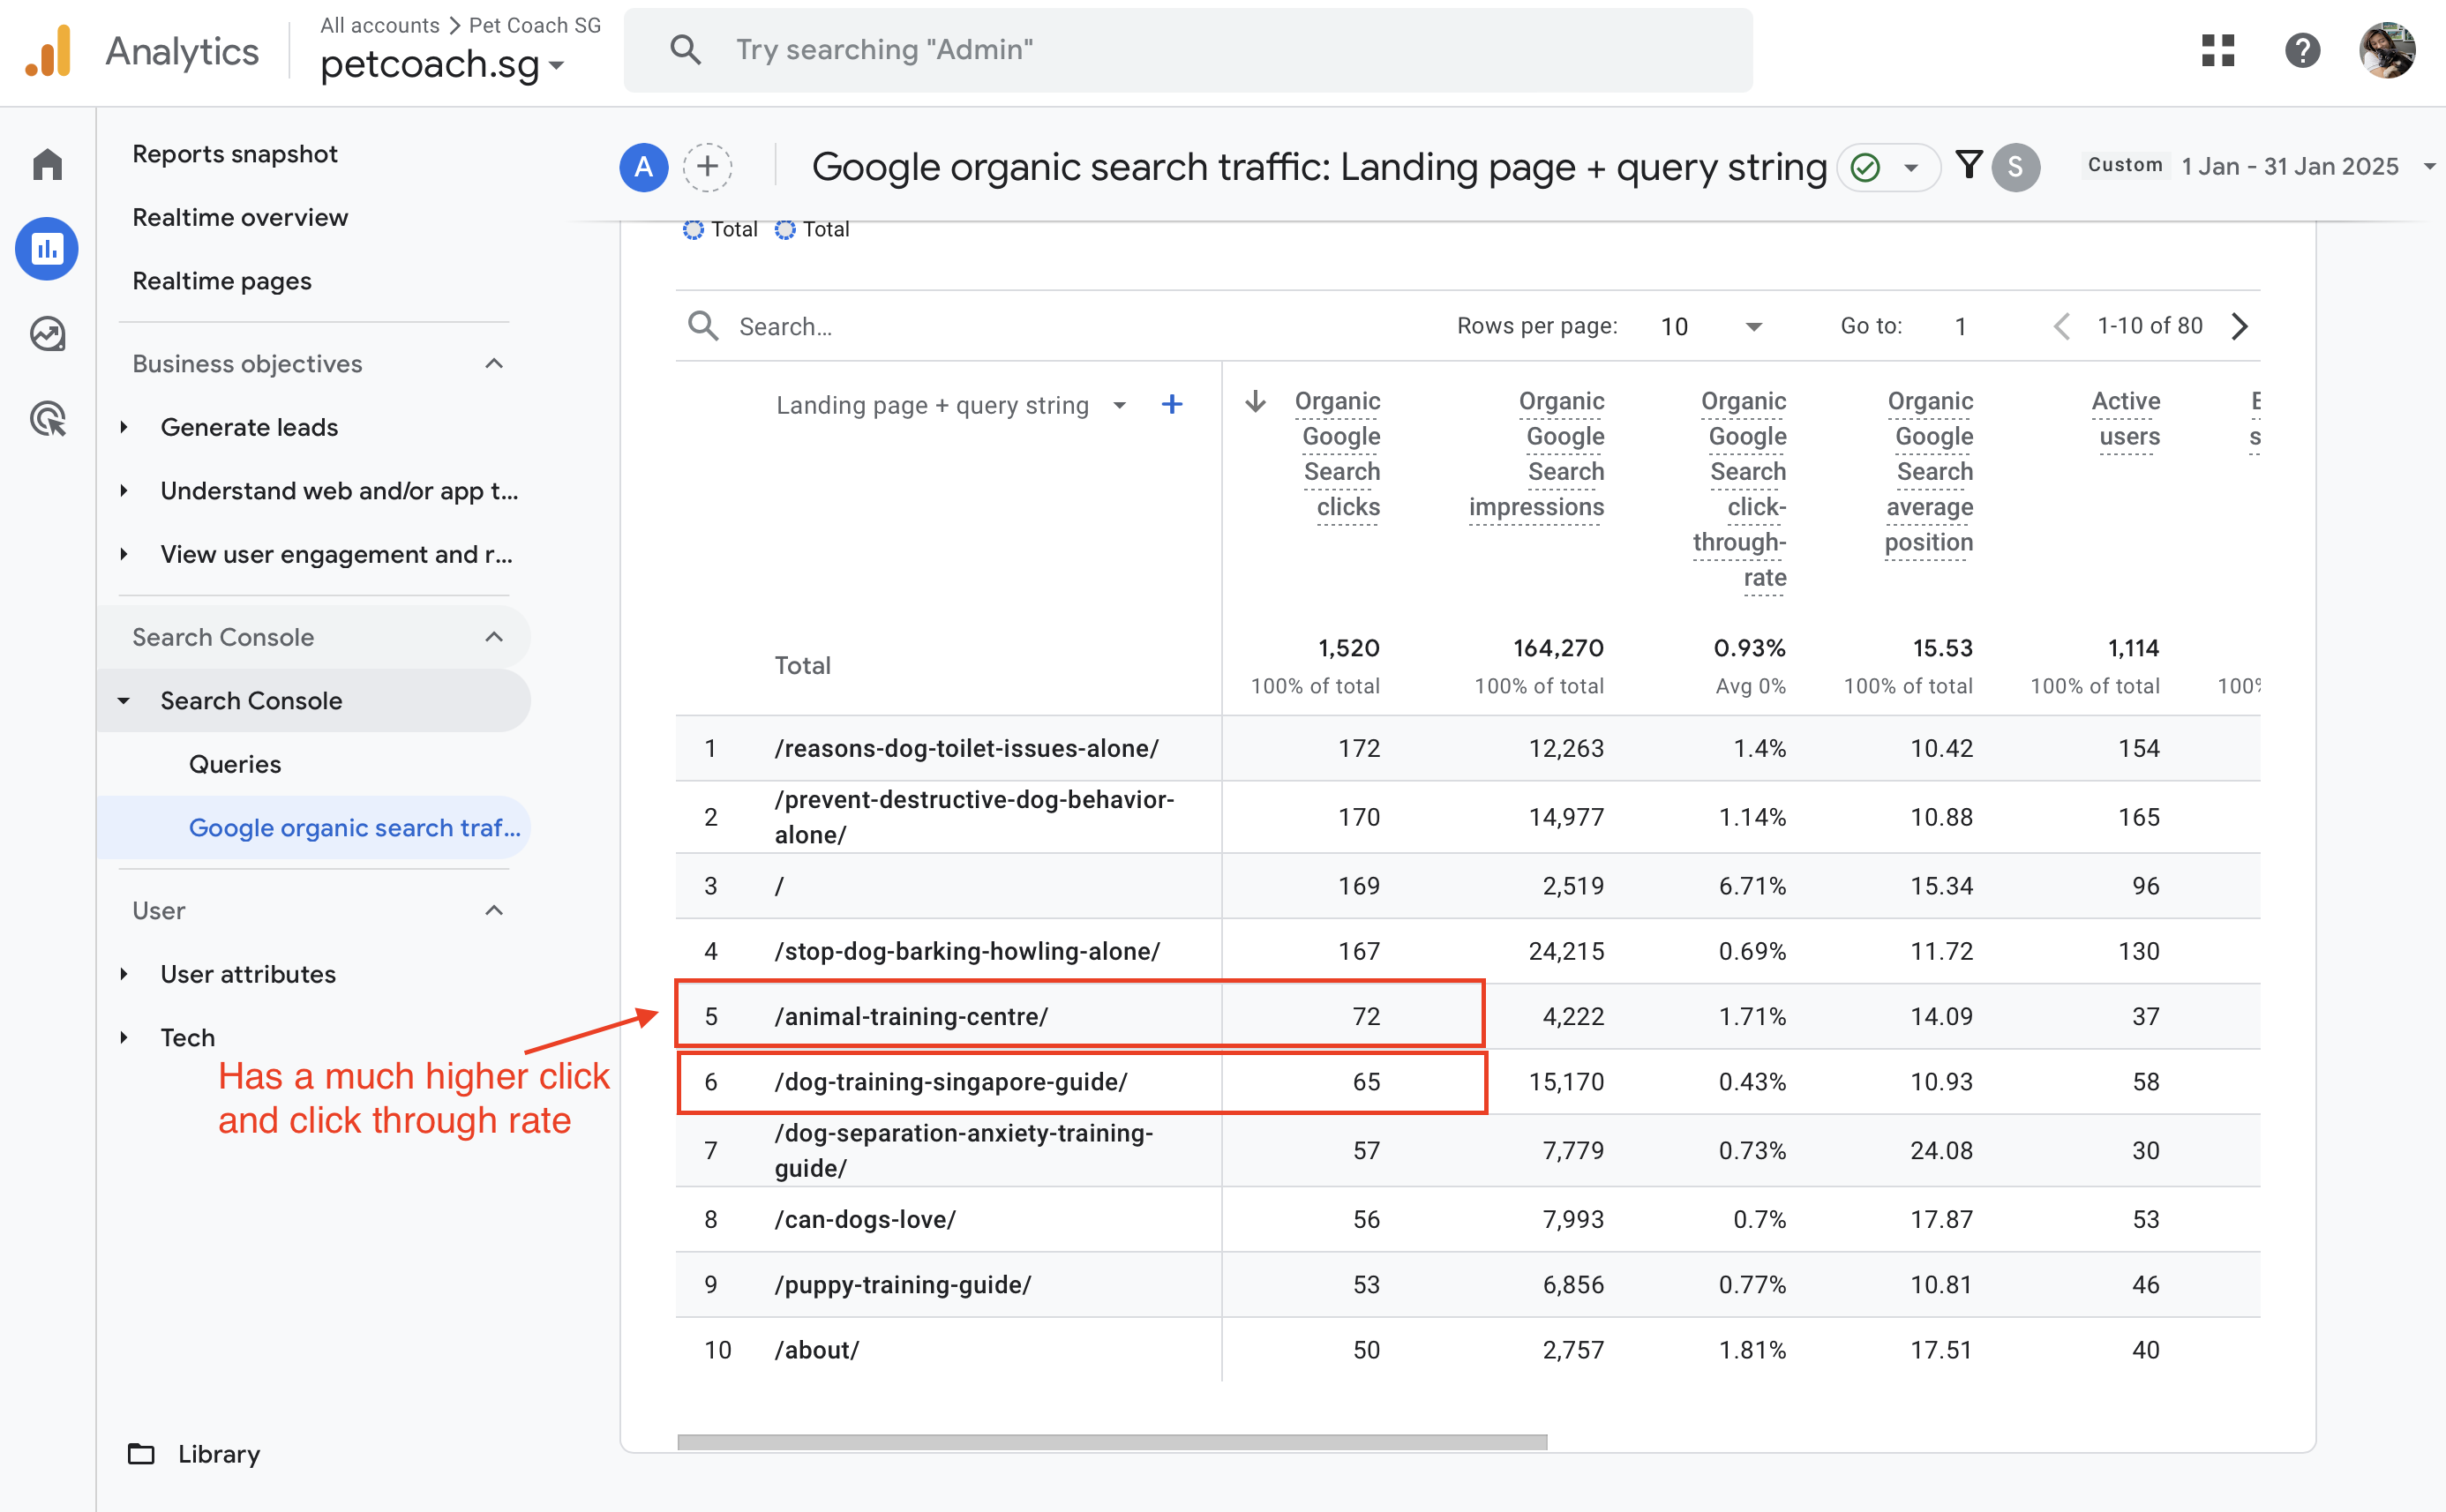 Analytics
All accounts > Pet Coach SG
petcoach.sg
Try searching "Admin"
Reports snapshot
Realtime overview
Realtime pages
Business objectives
Generate leads
Understand web and/or app t...
View user engagement and r...
Search Console
Search Console
Queries
Google organic search traf...
User
User attributes
Tech
Library
Has a much higher click
and click through rate
A
Google organic search traffic: Landing page + query string
S
Custom 1 Jan - 31 Jan 2025
Total Total
Search...
Rows per page: 10 Go to: 1 1-10 of 80
Landing page + query string +
Organic Google Search clicks
Organic Google Search impressions
Organic Google Search click-through-rate
Organic Google Search average position
Active users
Total 1,520 164,270 0.93% 15.53 1,114
100% of total 100% of total Avg 0% 100% of total 100% of total 100%
1 /reasons-dog-toilet-issues-alone/ 172 12,263 1.4% 10.42 154
2 /prevent-destructive-dog-behavior-alone/ 170 14,977 1.14% 10.88 165
3 / 169 2,519 6.71% 15.34 96
4 /stop-dog-barking-howling-alone/ 167 24,215 0.69% 11.72 130
5 /animal-training-centre/ 72 4,222 1.71% 14.09 37
6 /dog-training-singapore-guide/ 65 15,170 0.43% 10.93 58
7 /dog-separation-anxiety-training-guide/ 57 7,779 0.73% 24.08 30
8 /can-dogs-love/ 56 7,993 0.7% 17.87 53
9 /puppy-training-guide/ 53 6,856 0.77% 10.81 46
10 /about/ 50 2,757 1.81% 17.51 40